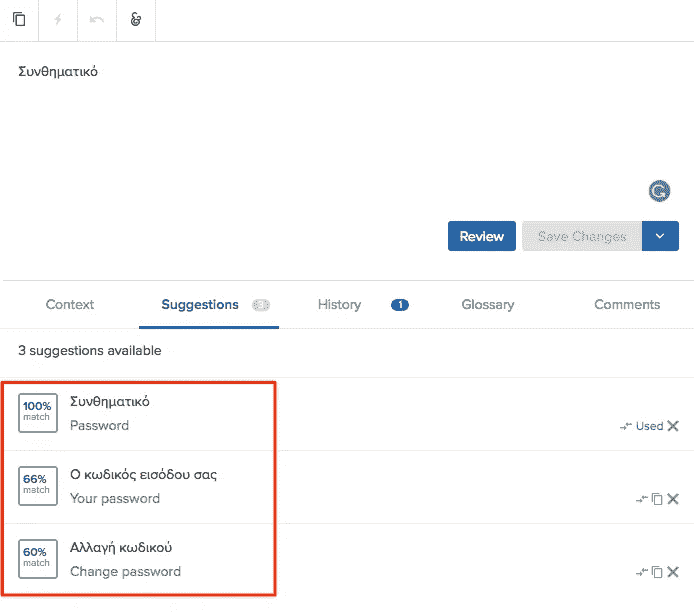 Συνθηματικό
Review Save Changes
Context Suggestions History 1 Glossary Comments
3 suggestions available
100% match
Συνθηματικό
Password
Used
66% match
Ο κωδικός εισόδου σας
Your password
60% match
Αλλαγή κωδικού
Change password